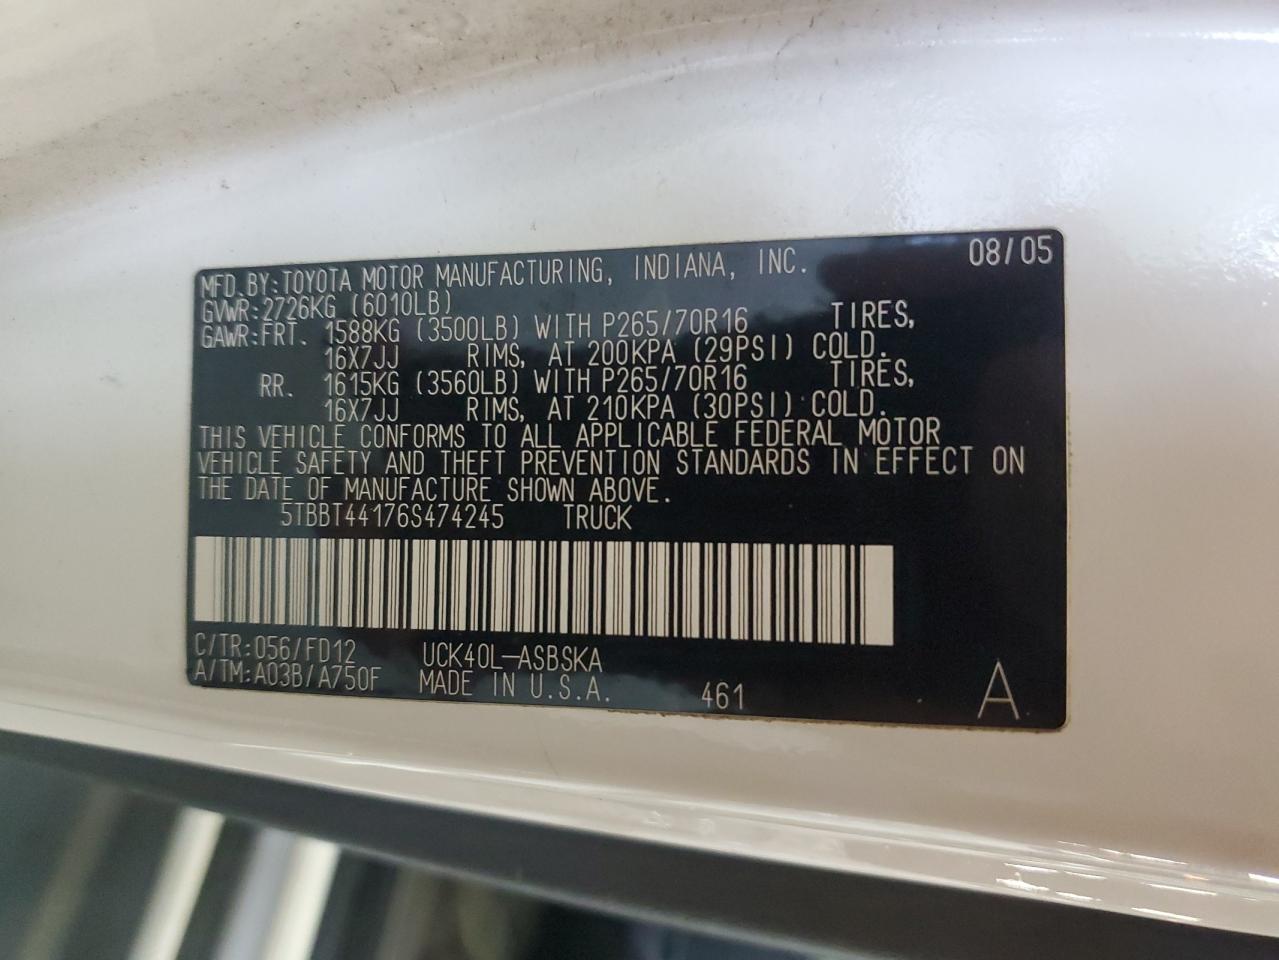 08/05
MFD.BY:TOYOTA MOTOR MANUFACTURING, INDIANA, INC.
GVWR:2726KG (6010LB)
GAWR:FRT. 1588KG (3500LB) WITH P265/70R16 TIRES,
16X7JJ RIMS, AT 200KPA (29PSI) COLD.
RR. 1615KG (3560LB) WITH P265/70R16 TIRES,
16X7JJ RIMS, AT 210KPA (30PSI) COLD.
THIS VEHICLE CONFORMS TO ALL APPLICABLE FEDERAL MOTOR
VEHICLE SAFETY AND THEFT PREVENTION STANDARDS IN EFFECT ON
THE DATE OF MANUFACTURE SHOWN ABOVE.
5TBBT44176S474245 TRUCK
C/TR:056/FD12 UCK40L-ASBSKA
A/TM:A03B/A750F MADE IN U.S.A. 461 A